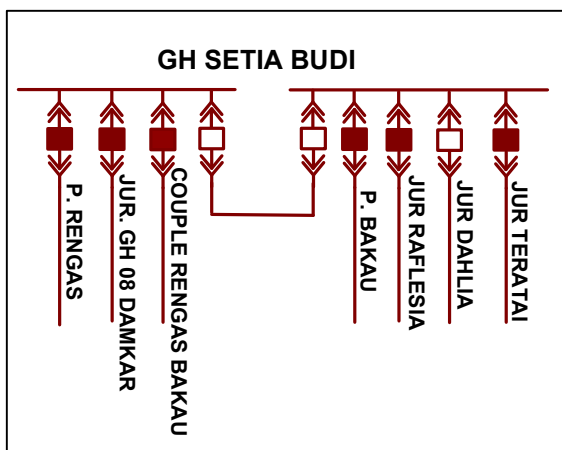 GH SETIA BUDI
P. RENGAS
JUR. GH 08 DAMKAR
COUPLE RENGAS BAKAU
P. BAKAU
JUR RAFLESIA
JUR DAHLIA
JUR TERATAI